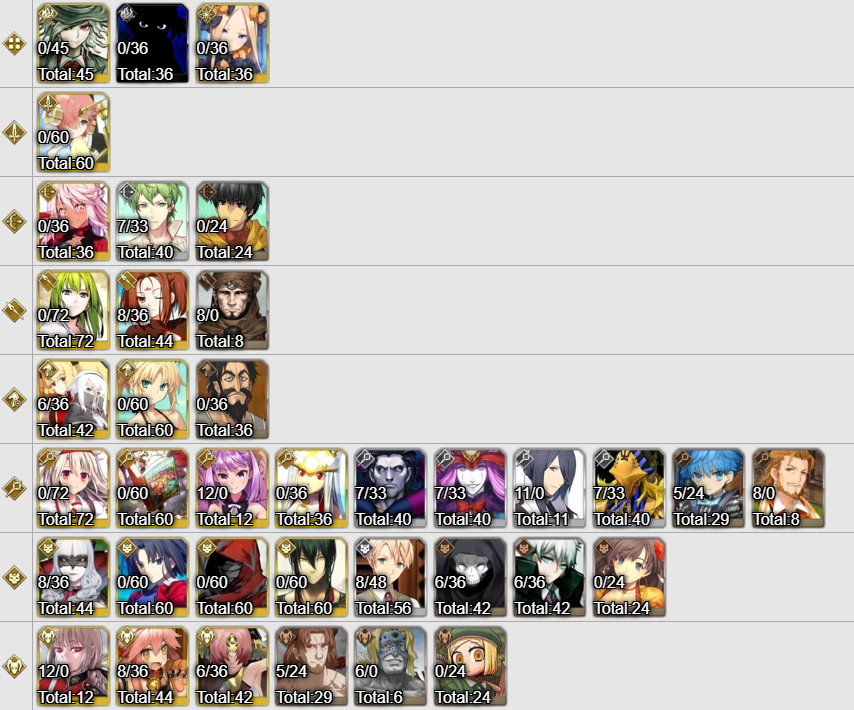 0/45
Total:45
0/36
Total:36
0/36
Total:36
0/60
Total:60
0/36
Total:36
7/33
Total:40
0/24
Total:24
0/72
Total:72
8/36
Total:44
8/0
Total:8
6/36
Total:42
0/60
Total:60
0/36
Total:36
0/72
Total:72
0/60
Total:60
12/0
Total:12
0/36
Total:36
7/33
Total:40
7/33
Total:40
11/0
Total:11
7/33
Total:40
5/24
Total:29
8/0
Total:8
8/36
Total:44
0/60
Total:60
0/60
Total:60
0/60
Total:60
8/48
Total:56
6/36
Total:42
6/36
Total:42
0/24
Total:24
12/0
Total:12
8/36
Total:44
6/36
Total:42
5/24
Total:29
6/0
Total:6
0/24
Total:24